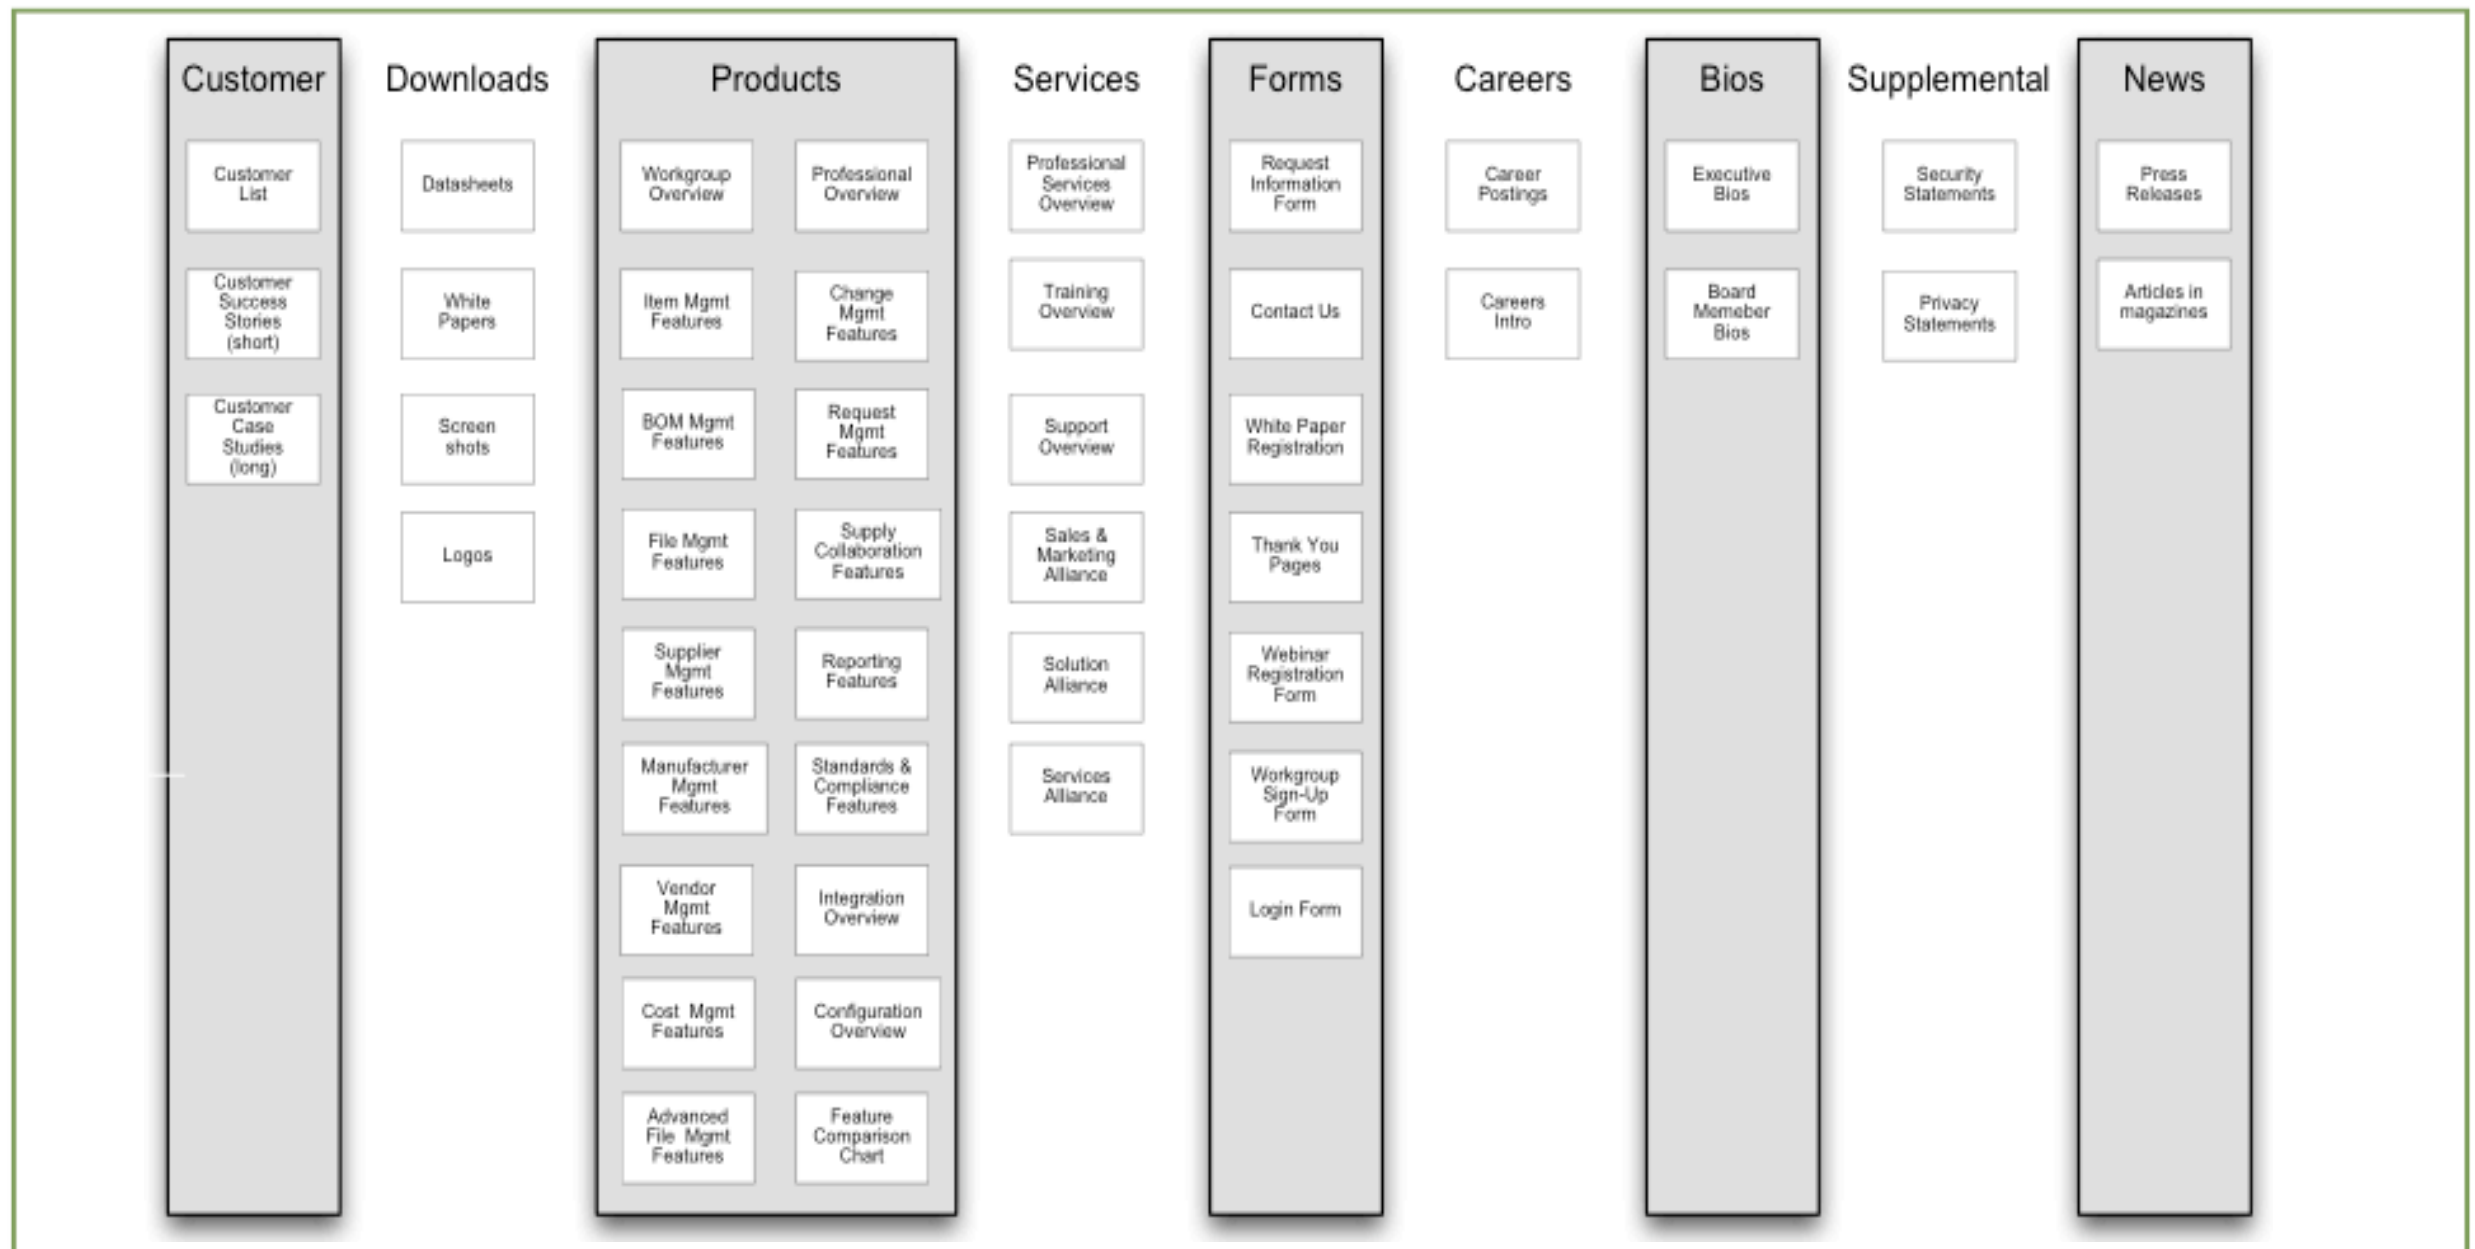 Customer
Downloads
Products
Services
Forms
Careers
Bios
Supplemental
News
Customer
List
Customer
Success
Stories
(short)
Customer
Case
Studies
(long)
Datasheets
White
Papers
Screen
shots
Logos
Workgroup
Overview
Item Mgmt
Features
BOM Mgmt
Features
File Mgmt
Features
Supplier
Mgmt
Features
Manufacturer
Mgmt
Features
Vendor
Mgmt
Features
Cost Mgmt
Features
Advanced
File Mgmt
Features
Professional
Overview
Change
Mgmt
Features
Request
Mgmt
Features
Supply
Collaboration
Features
Reporting
Features
Standards &
Compliance
Features
Integration
Overview
Configuration
Overview
Feature
Comparison
Chart
Professional
Services
Overview
Training
Overview
Support
Overview
Sales &
Marketing
Alliance
Solution
Alliance
Services
Alliance
Request
Information
Form
Contact Us
White Paper
Registration
Thank You
Pages
Webinar
Registration
Form
Workgroup
Sign-Up
Form
Login Form
Career
Postings
Careers
Intro
Executive
Bios
Board
Memeber
Bios
Security
Statements
Privacy
Statements
Press
Releases
Articles in
magazines